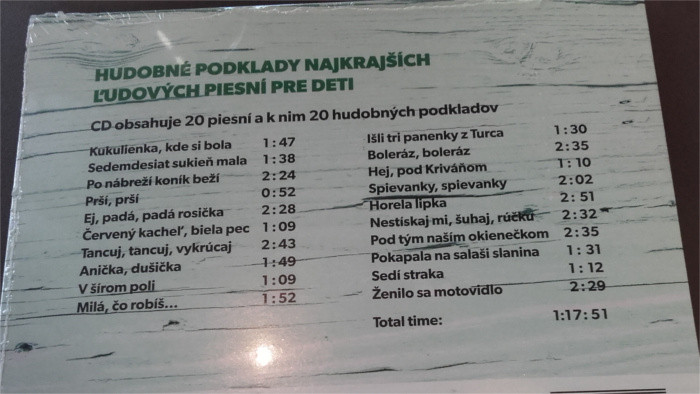 HUDOBNÉ PODKLADY NAJKRAJŠÍCH
ĽUDOVÝCH PIESNÍ PRE DETI
CD obsahuje 20 piesní a k nim 20 hudobných podkladov
Kukulienka, kde si bola 1:47
Sedemdesiat sukieň mala 1:38
Po nábreží koník beží 2:24
Prší, prší 0:52
Ej, padá, padá rosička 2:28
Červený kacheľ, biela pec 1:09
Tancuj, tancuj, vykrúcaj 2:43
Anička, dušička 1:49
V šírom poli 1:09
Milá, čo robíš... 1:52
Išli tri panenky z Turca 1:30
Boleráz, boleráz 2:35
Hej, pod Kriváňom 1:10
Spievanky, spievanky 2:02
Horela lipka 2:51
Nestískaj mi, šuhaj, rúčku 2:32
Pod tým naším okienečkom 2:35
Pokapala na salaši slanina 1:31
Sedí straka 1:12
Ženilo sa motovidlo 2:29
Total time: 1:17:51